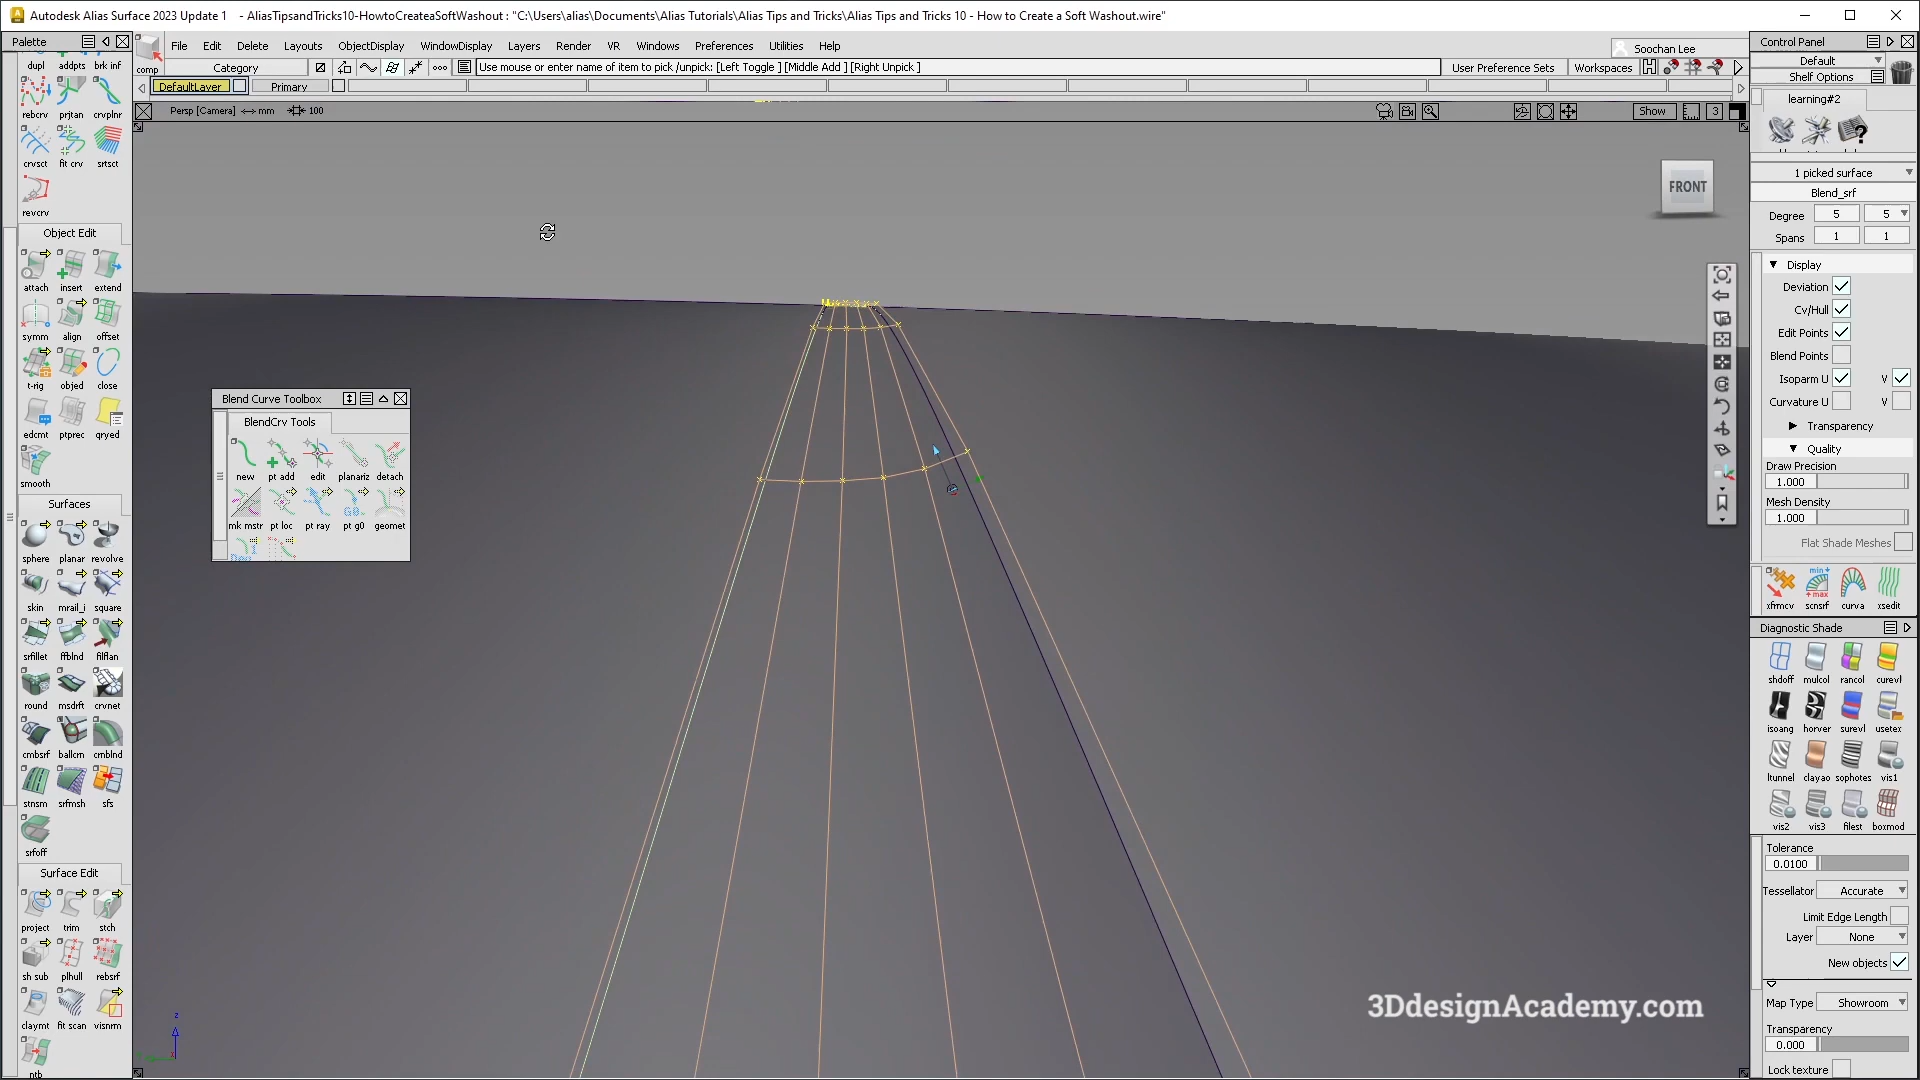 Autodesk Alias Surface 2023 Update 1 - AliasTipsandTricks10-HowtoCreateaSoftWashout : "C:\Users\alias\Documents\Alias Tutorials\Alias Tips and Tricks\Alias Tips and Tricks 10 - How to Create a Soft Washout.wire"
Palette
File Edit Delete Layouts ObjectDisplay WindowDisplay Layers Render VR Windows Preferences Utilities Help
Soochan Lee
Control Panel
comp
Category
Use mouse or enter name of item to pick /unpick: [Left Toggle ] [Middle Add ] [Right Unpick ]
User Preference Sets
Workspaces
Default
Shelf Options
DefaultLayer
Primary
learning#2
Persp [Camera] mm 100
Show
3
dupl addpts brk inf
rebcrv prjtan crvplnr
crvsct fit crv srtsct
revcrv
Object Edit
attach insert extend
symm align offset
t-rig objed close
edcmt ptprec qryed
smooth
Surfaces
sphere planar revolve
skin mrail_i square
srfillet ffblnd filflan
round msdrft crvnet
cmbsrf ballcrn crnblnd
stnsm srfmsh sfs
srfoff
Surface Edit
project trim stch
sh sub plhull rebsrf
claymt fit scan visnrm
ntb
Blend Curve Toolbox
BlendCrv Tools
new pt add edit planariz detach
mk mstr pt loc pt ray pt g0 geomet
FRONT
z
1 picked surface
Blend_srf
Degree 5 5
Spans 1 1
Display
Deviation
Cv/Hull
Edit Points
Blend Points
Isoparm U V
Curvature U V
Transparency
Quality
Draw Precision
1.000
Mesh Density
1.000
Flat Shade Meshes
xfrmcv scnsrf curva xsedit
Diagnostic Shade
shdoff mulcol rancol curevl
isoang horver surevl usetex
ltunnel clayao sophotes vis1
vis2 vis3 filest boxmod
Tolerance
0.0100
Tessellator Accurate
Limit Edge Length
Layer None
New objects
Map Type Showroom
Transparency
0.000
Lock texture
3DdesignAcademy.com